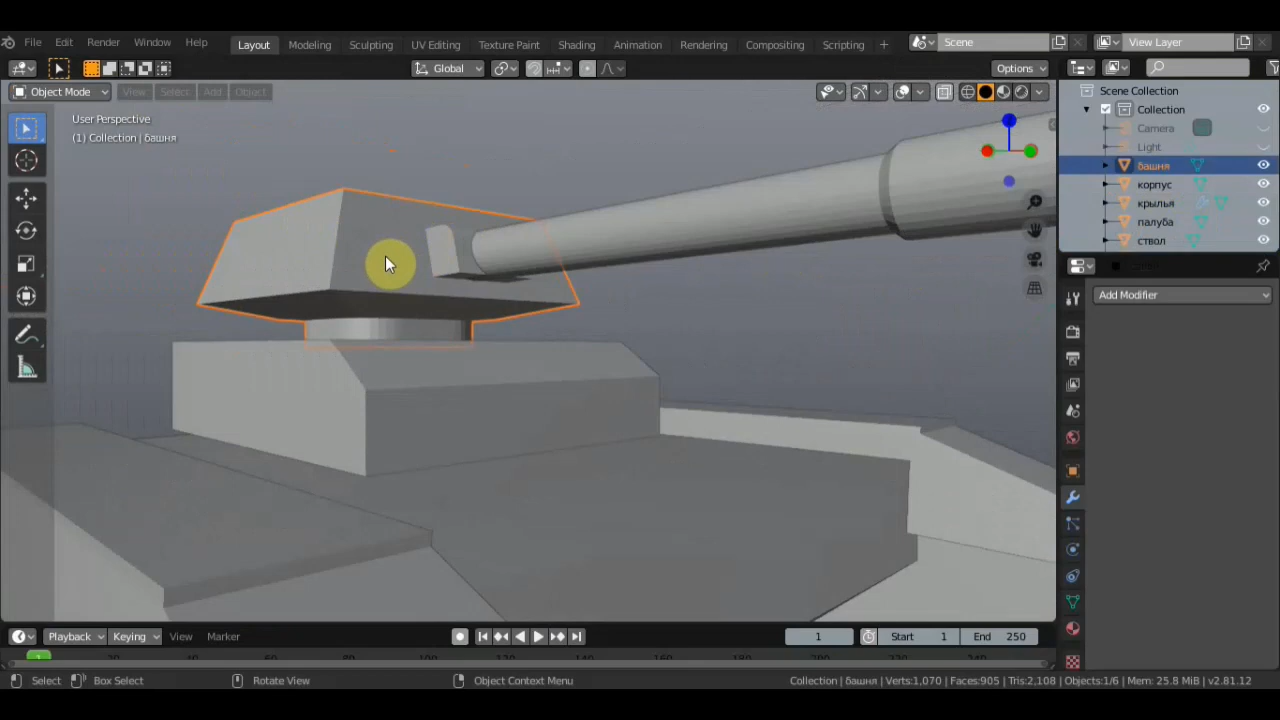 File Edit Render Window Help Layout Modeling Sculpting UV Editing Texture Paint Shading Animation Rendering Compositing Scripting + Scene View Layer
Global Options
Object Mode View Select Add Object
User Perspective
(1) Collection | башня
Scene Collection
Collection
Camera
Light
башня
корпус
крылья
палуба
ствол
Add Modifier
Playback Keying View Marker 1 Start 1 End 250
Select Box Select Rotate View Object Context Menu Collection | башня | Verts:1,070 | Faces:905 | Tris:2,108 | Objects:1/6 | Mem: 25.8 MiB | v2.81.12